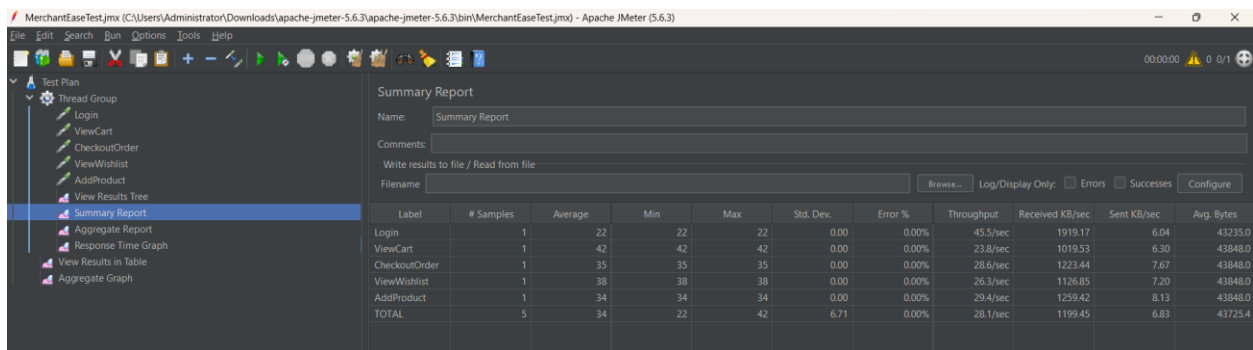 MerchantEaseTest.jmx (C:\Users\Administrator\Downloads\apache-jmeter-5.6.3\apache-jmeter-5.6.3\bin\MerchantEaseTest.jmx) - Apache JMeter (5.6.3)
File Edit Search Run Options Tools Help
00:00:00 0 0/1
Test Plan
Thread Group
Login
ViewCart
CheckoutOrder
ViewWishlist
AddProduct
View Results Tree
Summary Report
Aggregate Report
Response Time Graph
View Results in Table
Aggregate Graph
Summary Report
Name: Summary Report
Comments:
Write results to file / Read from file
Filename Browse... Log/Display Only: Errors Successes Configure
Label # Samples Average Min Max Std. Dev. Error % Throughput Received KB/sec Sent KB/sec Avg. Bytes
Login 1 22 22 22 0.00 0.00% 45.5/sec 1919.17 6.04 43235.0
ViewCart 1 42 42 42 0.00 0.00% 23.8/sec 1019.53 6.30 43848.0
CheckoutOrder 1 35 35 35 0.00 0.00% 28.6/sec 1223.44 7.67 43848.0
ViewWishlist 1 38 38 38 0.00 0.00% 26.3/sec 1126.85 7.20 43848.0
AddProduct 1 34 34 34 0.00 0.00% 29.4/sec 1259.42 8.13 43848.0
TOTAL 5 34 22 42 6.71 0.00% 28.1/sec 1199.45 6.83 43725.4